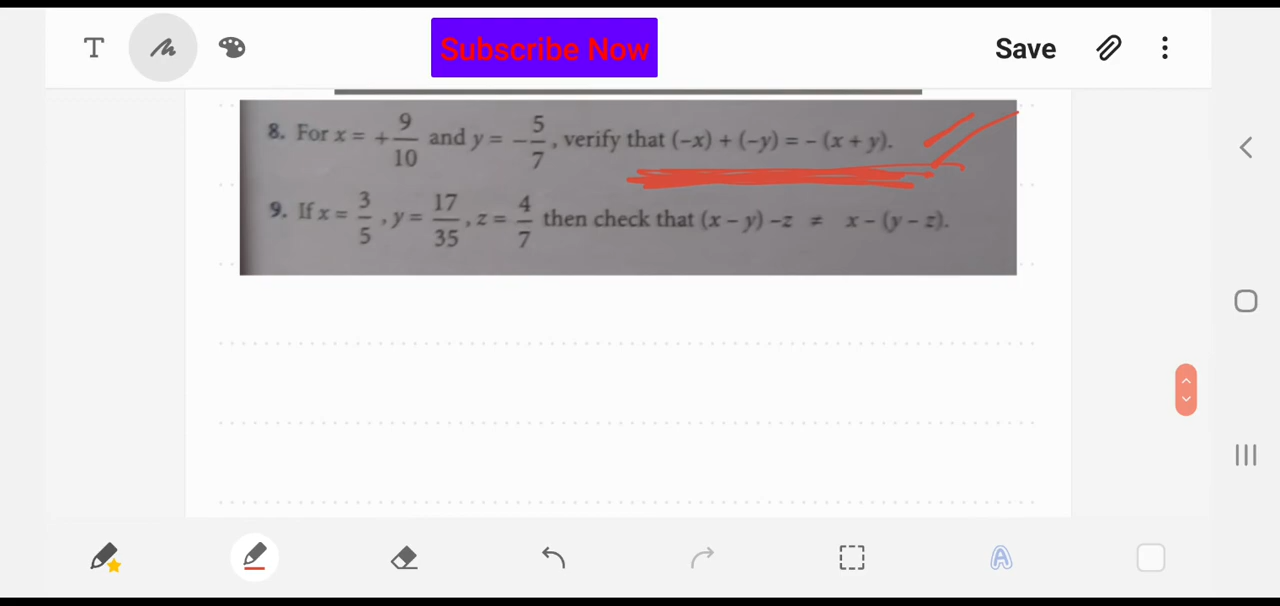 T Subscribe Now Save
8. For x = + 9/10 and y = − 5/7, verify that (−x) + (−y) = − (x + y).
9. If x = 3/5, y = 17/35, z = 4/7 then check that (x − y) −z ≠ x − (y − z).
A